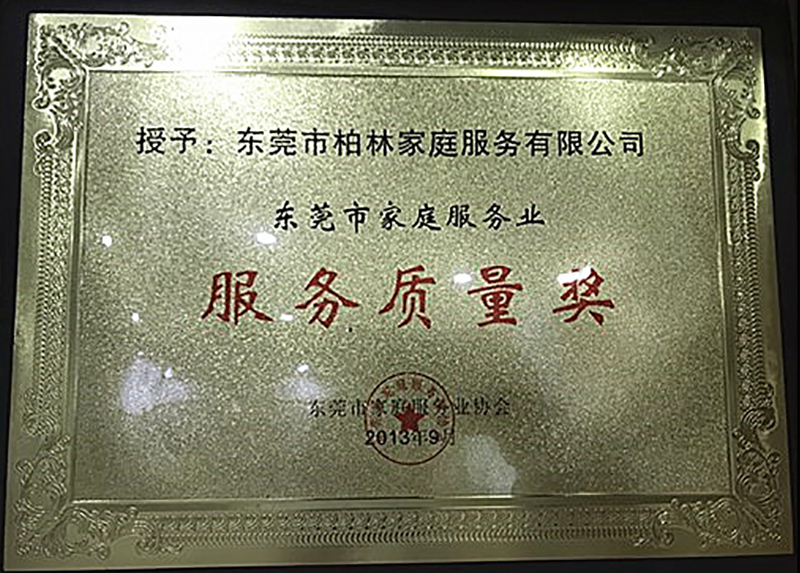 授予：东莞市柏林家庭服务有限公司
东莞市家庭服务业
服务质量奖
东莞市家庭服务业协会
2013年9月